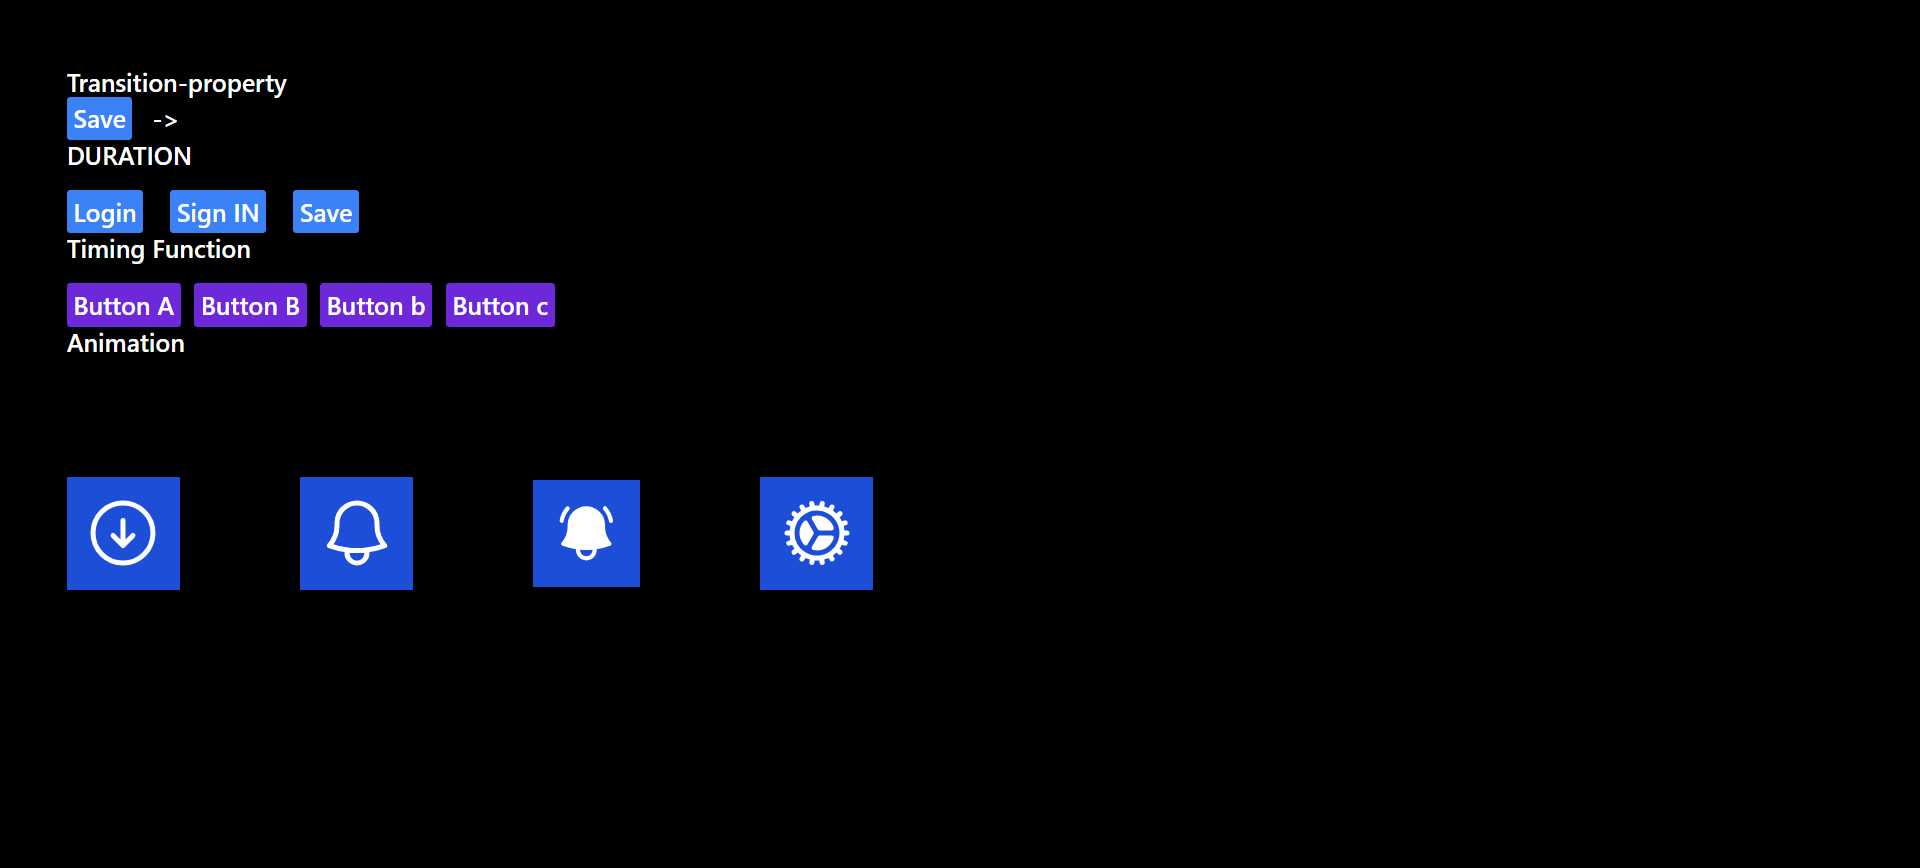 Transition-property
Save ->
DURATION
Login Sign IN Save
Timing Function
Button A Button B Button b Button c
Animation